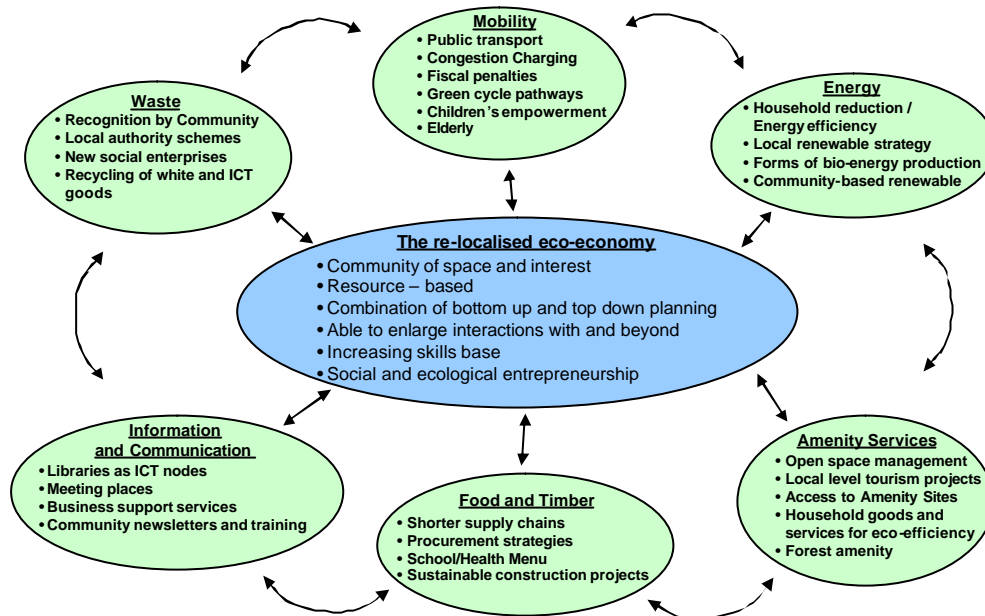 Mobility
• Public transport
• Congestion Charging
• Fiscal penalties
• Green cycle pathways
• Children's empowerment
• Elderly
Waste
• Recognition by Community
• Local authority schemes
• New social enterprises
• Recycling of white and ICT
goods
Energy
• Household reduction /
Energy efficiency
• Local renewable strategy
• Forms of bio-energy production
• Community-based renewable
The re-localised eco-economy
• Community of space and interest
• Resource – based
• Combination of bottom up and top down planning
• Able to enlarge interactions with and beyond
• Increasing skills base
• Social and ecological entrepreneurship
Information
and Communication
• Libraries as ICT nodes
• Meeting places
• Business support services
• Community newsletters and training
Food and Timber
• Shorter supply chains
• Procurement strategies
• School/Health Menu
• Sustainable construction projects
Amenity Services
• Open space management
• Local level tourism projects
• Access to Amenity Sites
• Household goods and
services for eco-efficiency
• Forest amenity